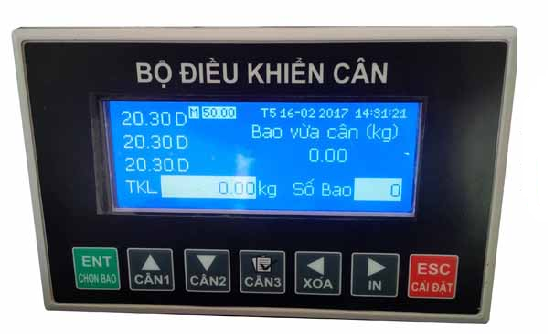 BỘ ĐIỀU KHIỂN CÂN
20.30 D M 50.00 T5 16-02 2017 14:31:21
20.30 D Bao vừa cân (kg)
20.30 D 0.00
TKL 0.00 kg Số Bao 0
ENT ESC
CHỌN BAO CÂN1 CÂN2 CÂN3 XÓA IN CÀI ĐẶT